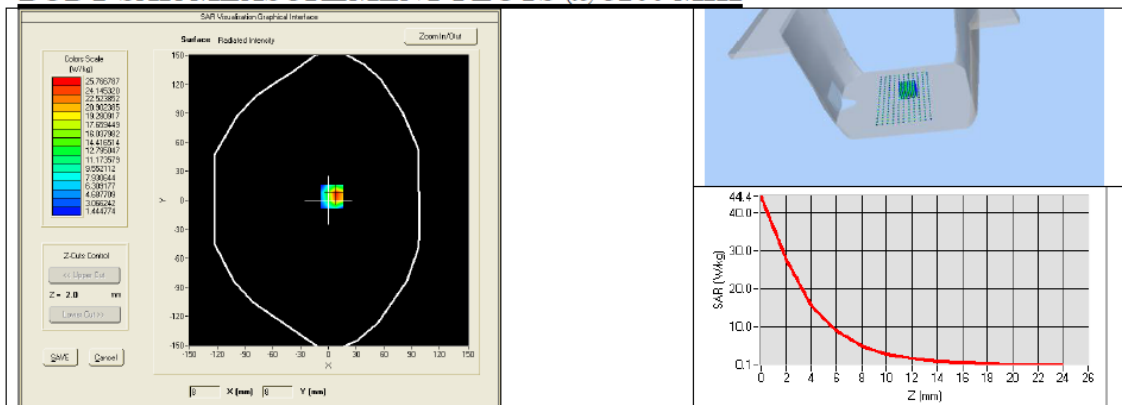 SAR Visualization Graphical Interface
Surface Radiated Intensity
Zoom In/Out
Colors Scale
(W/kg)
25.766787
24.145320
22.523852
20.902385
19.280917
17.659449
16.037982
14.416514
12.795047
11.173579
9.552112
7.930644
6.309177
4.687709
3.066242
1.444774
Z-Cuts Control
<< Upper Cut
Z = 2.0 mm
Lower Cut >>
SAVE Cancel
150
120
90
60
30
Y 0
-30
-60
-90
-120
-150
-150 -120 -90 -60 -30 0 30 60 90 120 150
X
8 X (mm) 8 Y (mm)
44.4
40.0
30.0
20.0
10.0
0.1
SAR (W/kg)
0 2 4 6 8 10 12 14 16 18 20 22 24 26
Z (mm)